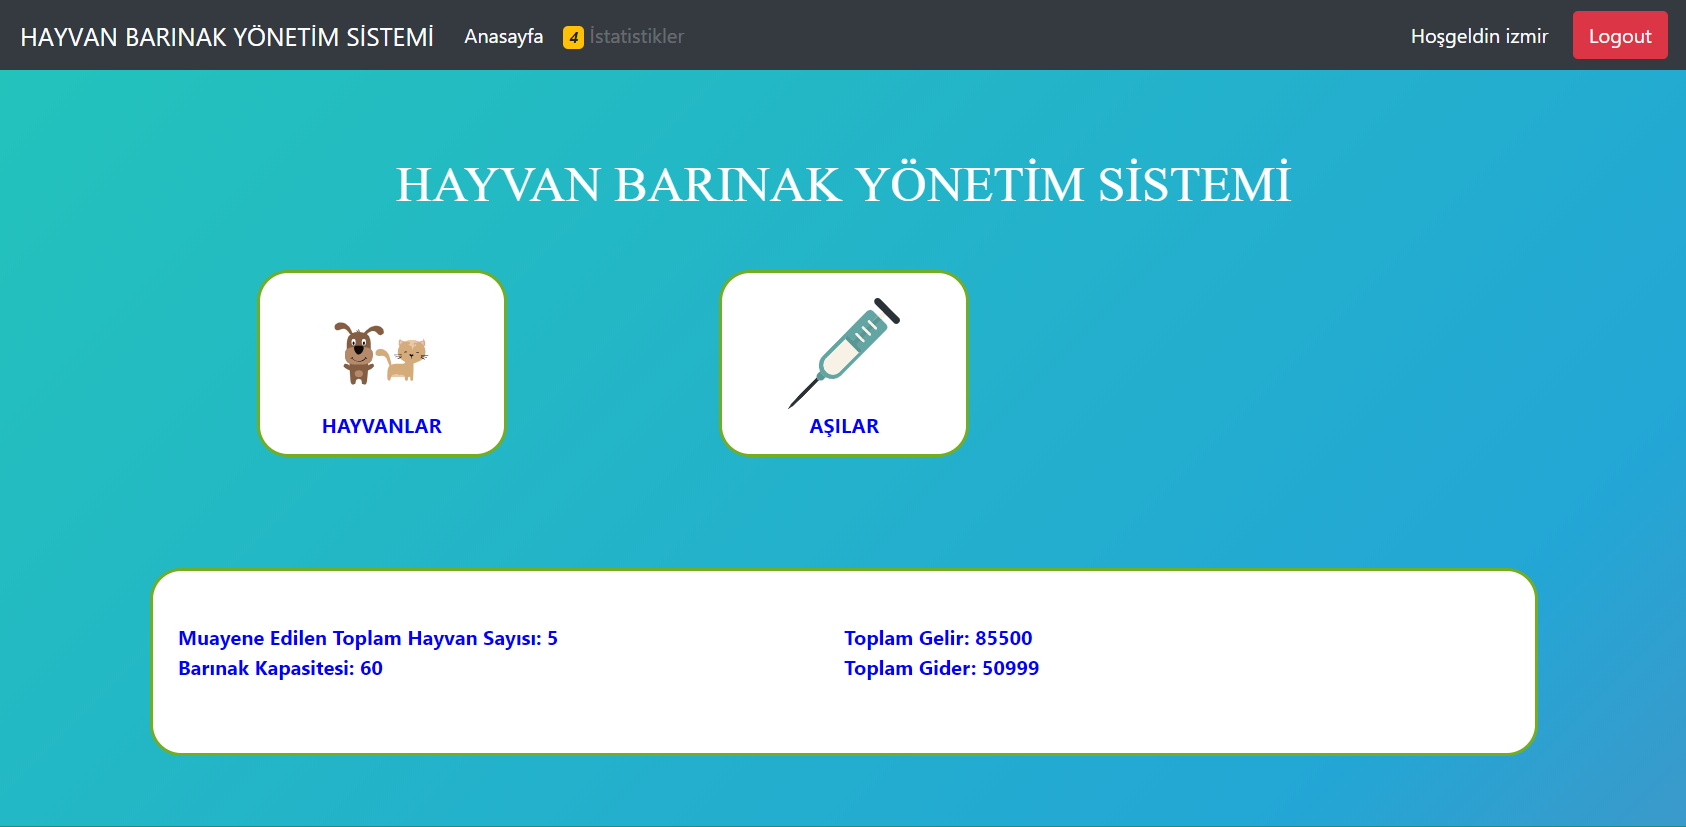 HAYVAN BARINAK YÖNETİM SİSTEMİ Anasayfa 4 İstatistikler Hoşgeldin izmir Logout
HAYVAN BARINAK YÖNETİM SİSTEMİ
HAYVANLAR
AŞILAR
Muayene Edilen Toplam Hayvan Sayısı: 5
Barınak Kapasitesi: 60
Toplam Gelir: 85500
Toplam Gider: 50999